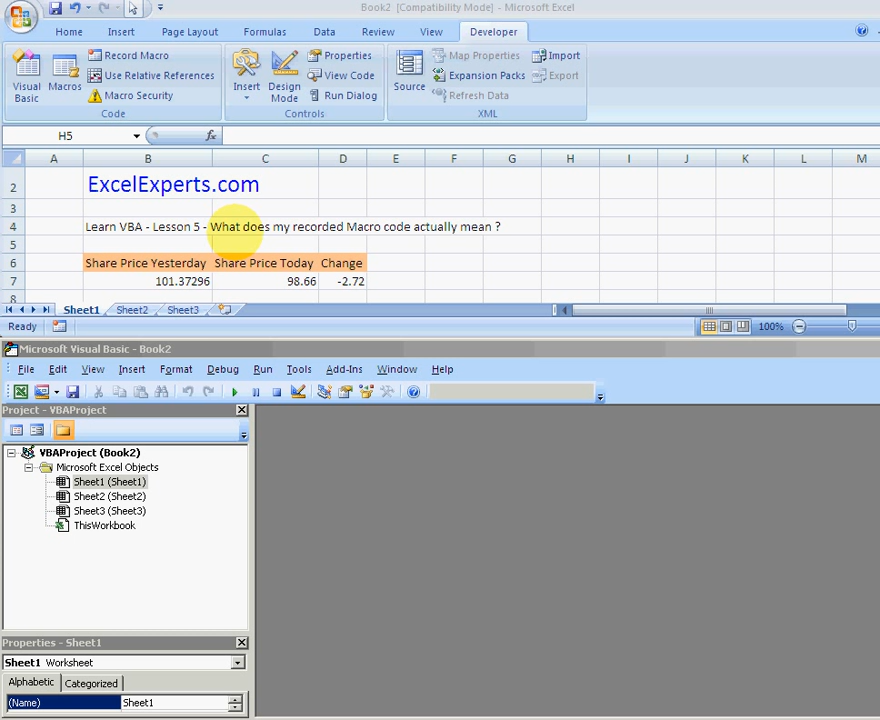 Book2 [Compatibility Mode] - Microsoft Excel
Home Insert Page Layout Formulas Data Review View Developer
Visual Basic
Macros
Record Macro
Use Relative References
Macro Security
Code
Insert
Design Mode
Properties
View Code
Run Dialog
Controls
Source
Map Properties
Expansion Packs
Refresh Data
Import
Export
XML
H5 fx
A B C D E F G H I J K L M
2 ExcelExperts.com
3
4 Learn VBA - Lesson 5 - What does my recorded Macro code actually mean ?
5
6 Share Price Yesterday Share Price Today Change
7 101.37296 98.66 -2.72
8
Sheet1 Sheet2 Sheet3
Ready 100%
Microsoft Visual Basic - Book2
File Edit View Insert Format Debug Run Tools Add-Ins Window Help
Project - VBAProject
VBAProject (Book2)
Microsoft Excel Objects
Sheet1 (Sheet1)
Sheet2 (Sheet2)
Sheet3 (Sheet3)
ThisWorkbook
Properties - Sheet1
Sheet1 Worksheet
Alphabetic Categorized
(Name) Sheet1